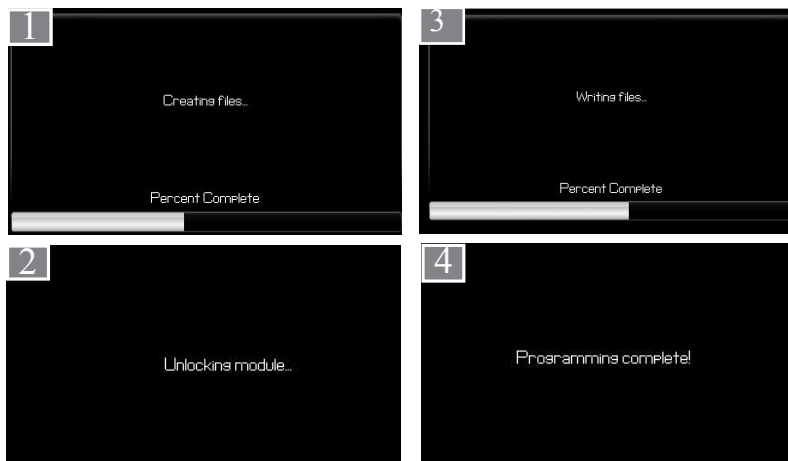 1
Creating files...
Percent Complete
2
Unlocking module...
3
Writing files...
Percent Complete
4
Programming complete!